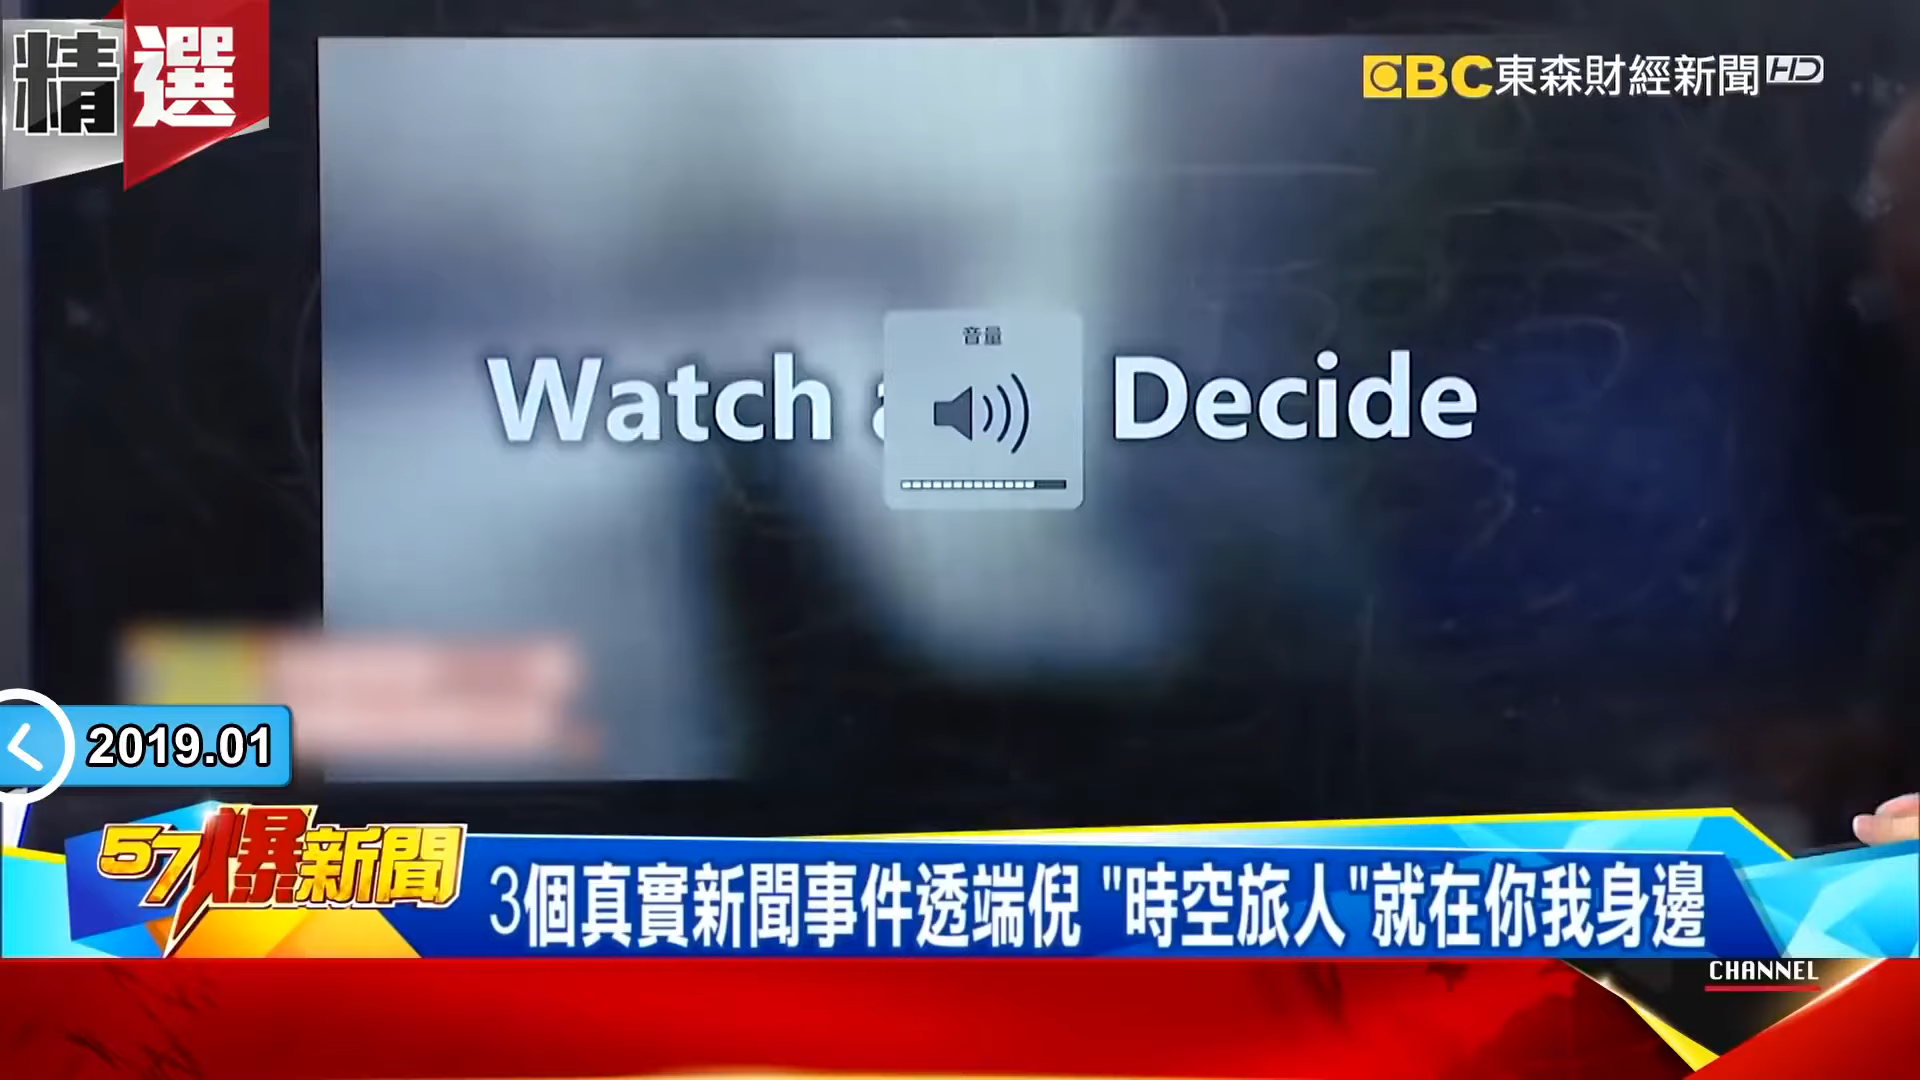 精選
EBC東森財經新聞HD
音量
Watch a Decide
2019.01
57爆新聞
3個真實新聞事件透端倪 "時空旅人"就在你我身邊
CHANNEL